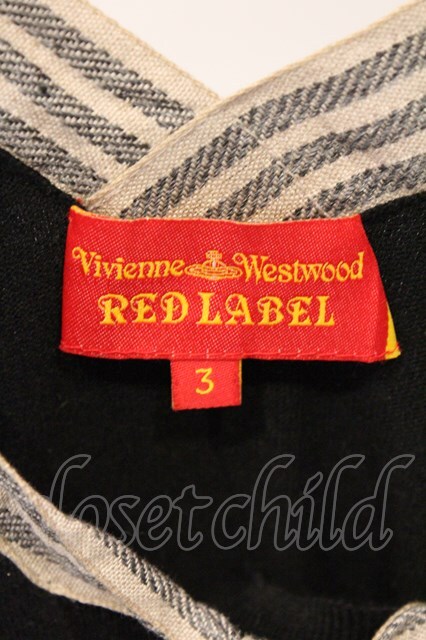 Vivienne Westwood
RED LABEL
3
closetchild